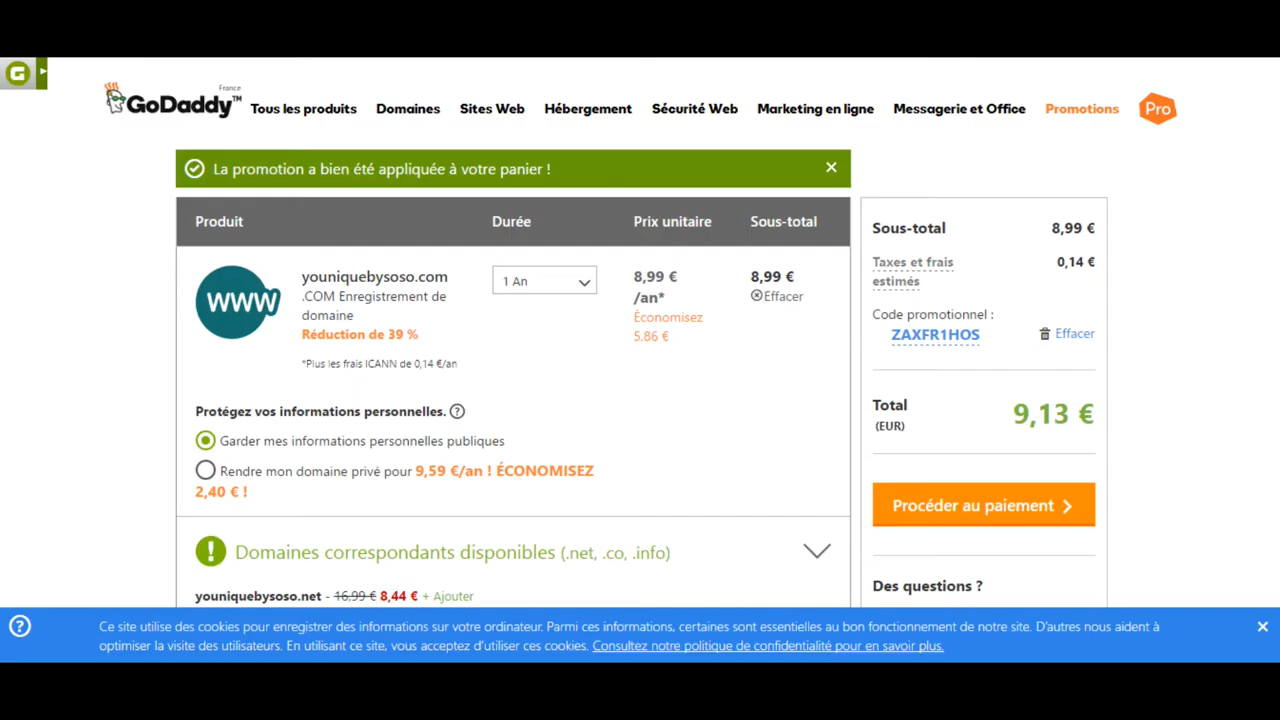 France
GoDaddy™
Tous les produits Domaines Sites Web Hébergement Sécurité Web Marketing en ligne Messagerie et Office Promotions Pro
La promotion a bien été appliquée à votre panier !
Produit Durée Prix unitaire Sous-total
www
youniquebysoso.com
.COM Enregistrement de
domaine
Réduction de 39 %
*Plus les frais ICANN de 0,14 €/an
1 An
8,99 €
/an*
Économisez
5.86 €
8,99 €
Effacer
Protégez vos informations personnelles. ?
Garder mes informations personnelles publiques
Rendre mon domaine privé pour 9,59 €/an ! ÉCONOMISEZ
2,40 € !
! Domaines correspondants disponibles (.net, .co, .info)
youniquebysoso.net - 16,99 € 8,44 € + Ajouter
Sous-total 8,99 €
Taxes et frais 0,14 €
estimés
Code promotionnel :
ZAXFR1HOS Effacer
Total 9,13 €
(EUR)
Procéder au paiement
Des questions ?
? Ce site utilise des cookies pour enregistrer des informations sur votre ordinateur. Parmi ces informations, certaines sont essentielles au bon fonctionnement de notre site. D'autres nous aident à
optimiser la visite des utilisateurs. En utilisant ce site, vous acceptez d'utiliser ces cookies. Consultez notre politique de confidentialité pour en savoir plus.